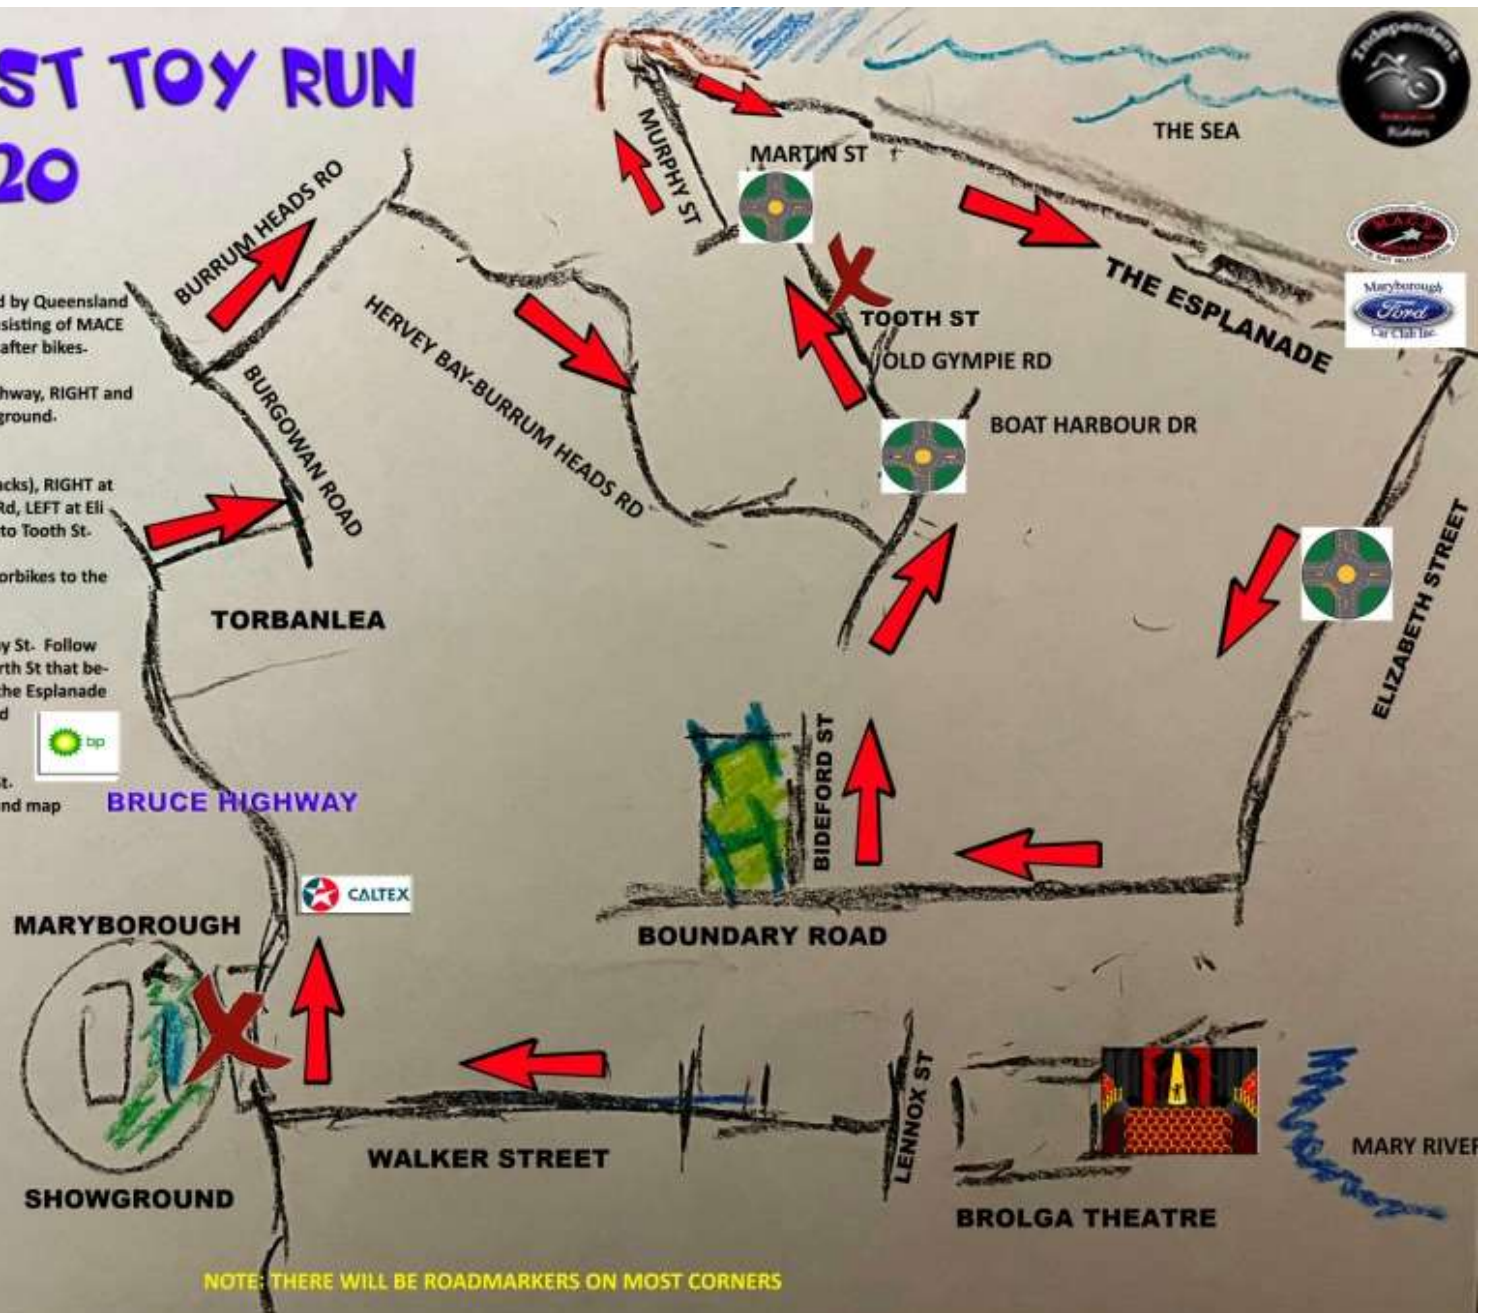 ST TOY RUN
20
d by Queensland
sisting of MACE
after bikes.
hway, RIGHT and
ground.
acks), RIGHT at
Rd, LEFT at Eli
to Tooth St.
orbikes to the
y St. Follow
rth St that be-
the Esplanade
d
t.
nd map
Independent
Riders
THE SEA
MURPHY ST
MARTIN ST
BURRUM HEADS RO
M.A.C.E
Maryborough
Ford
Car Club Inc.
THE ESPLANADE
TOOTH ST
OLD GYMPIE RD
BOAT HARBOUR DR
HERVEY BAY-BURRUM HEADS RD
BURGOWAN ROAD
ELIZABETH STREET
TORBANLEA
bp
BRUCE HIGHWAY
BIDEFORD ST
CALTEX
MARYBOROUGH
BOUNDARY ROAD
LENNOX ST
WALKER STREET
MARY RIVER
SHOWGROUND
BROLGA THEATRE
NOTE: THERE WILL BE ROADMARKERS ON MOST CORNERS